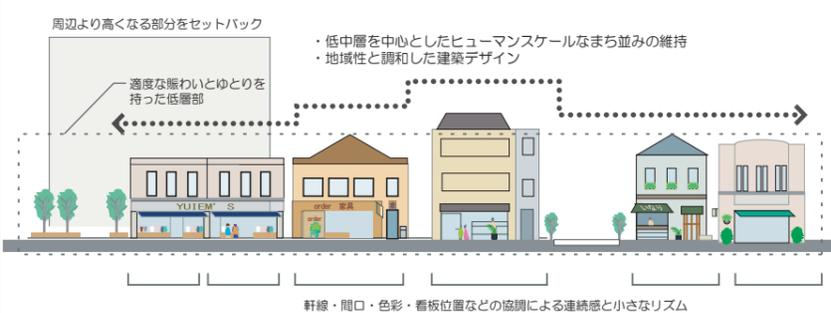 周辺より高くなる部分をセットバック
・低中層を中心としたヒューマンスケールなまち並みの維持
・地域性と調和した建築デザイン
適度な賑わいとゆとりを
持った低層部
YUIEM'S
order 家具
order
軒線・間口・色彩・看板位置などの協調による連続感と小さなリズム